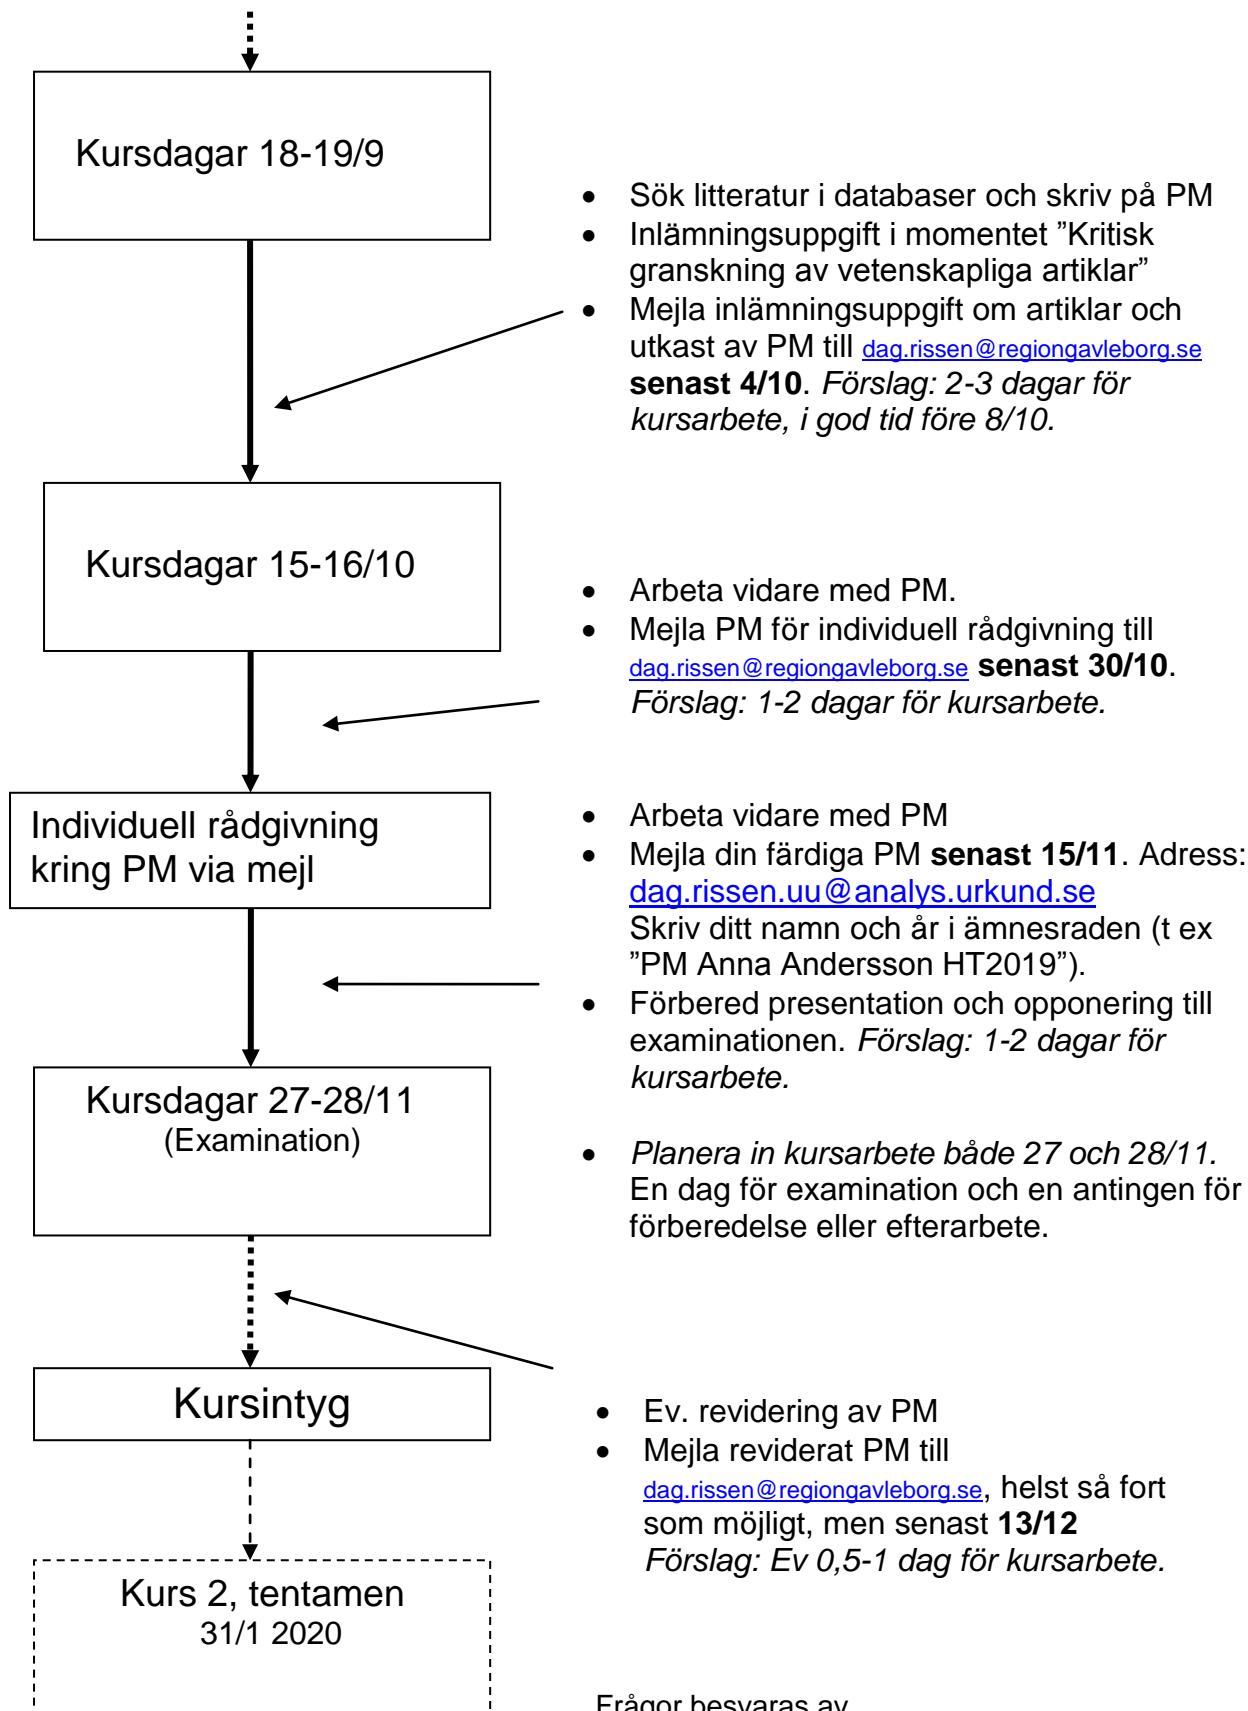 Kursdagar 18-19/9
• Sök litteratur i databaser och skriv på PM
• Inlämningsuppgift i momentet ”Kritisk
granskning av vetenskapliga artiklar”
• Mejla inlämningsuppgift om artiklar och
utkast av PM till dag.rissen@regiongavleborg.se
senast 4/10. Förslag: 2-3 dagar för
kursarbete, i god tid före 8/10.
Kursdagar 15-16/10
• Arbeta vidare med PM.
• Mejla PM för individuell rådgivning till
dag.rissen@regiongavleborg.se senast 30/10.
Förslag: 1-2 dagar för kursarbete.
Individuell rådgivning
kring PM via mejl
• Arbeta vidare med PM
• Mejla din färdiga PM senast 15/11. Adress:
dag.rissen.uu@analys.urkund.se
Skriv ditt namn och år i ämnesraden (t ex
”PM Anna Andersson HT2019”).
• Förbered presentation och opponering till
examinationen. Förslag: 1-2 dagar för
kursarbete.
Kursdagar 27-28/11
(Examination)
• Planera in kursarbete både 27 och 28/11.
En dag för examination och en antingen för
förberedelse eller efterarbete.
Kursintyg
• Ev. revidering av PM
• Mejla reviderat PM till
dag.rissen@regiongavleborg.se, helst så fort
som möjligt, men senast 13/12
Förslag: Ev 0,5-1 dag för kursarbete.
Kurs 2, tentamen
31/1 2020
Frågor besvaras av